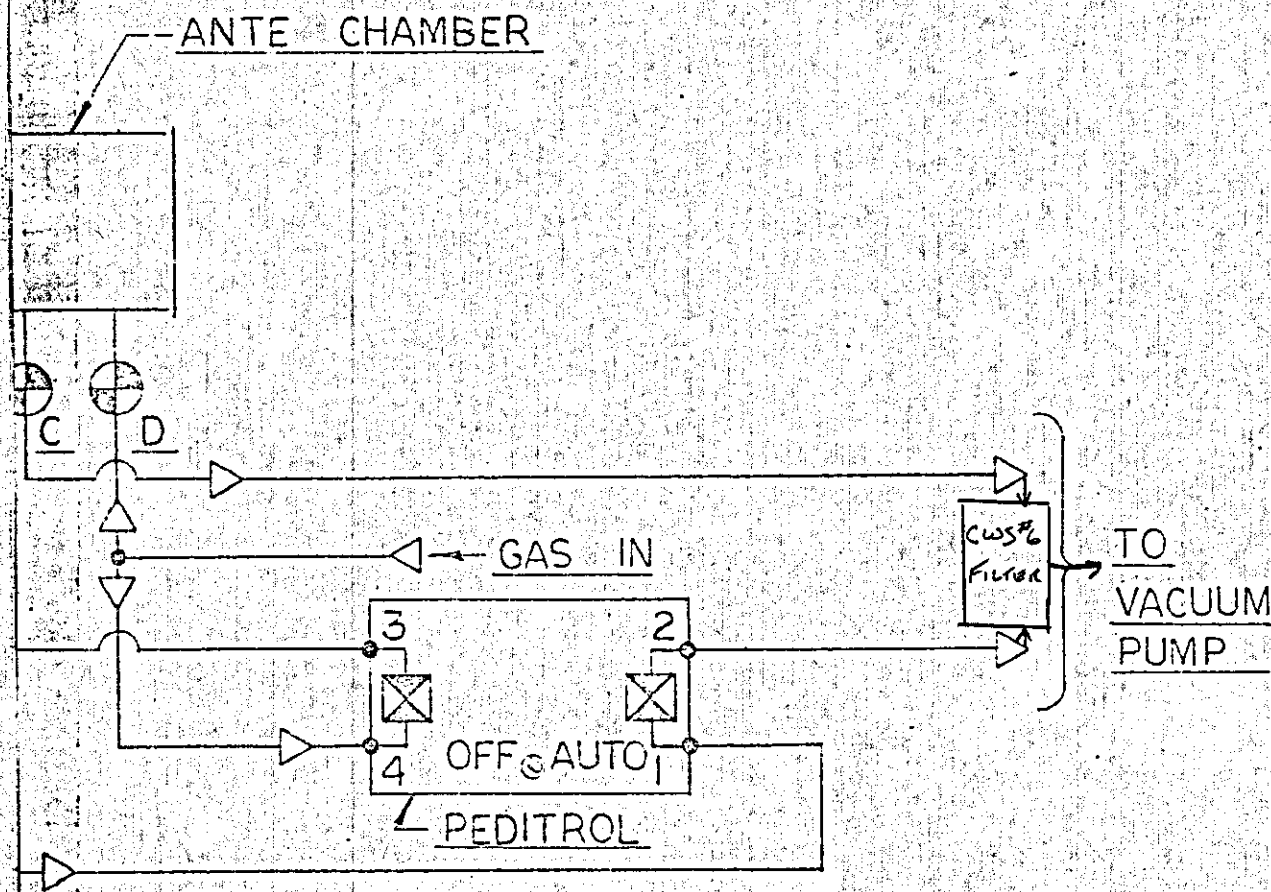 ANTE CHAMBER
C D
GAS IN
CWS#6
FILTER
TO
VACUUM
PUMP
3 2
OFF AUTO
4 1
PEDITROL